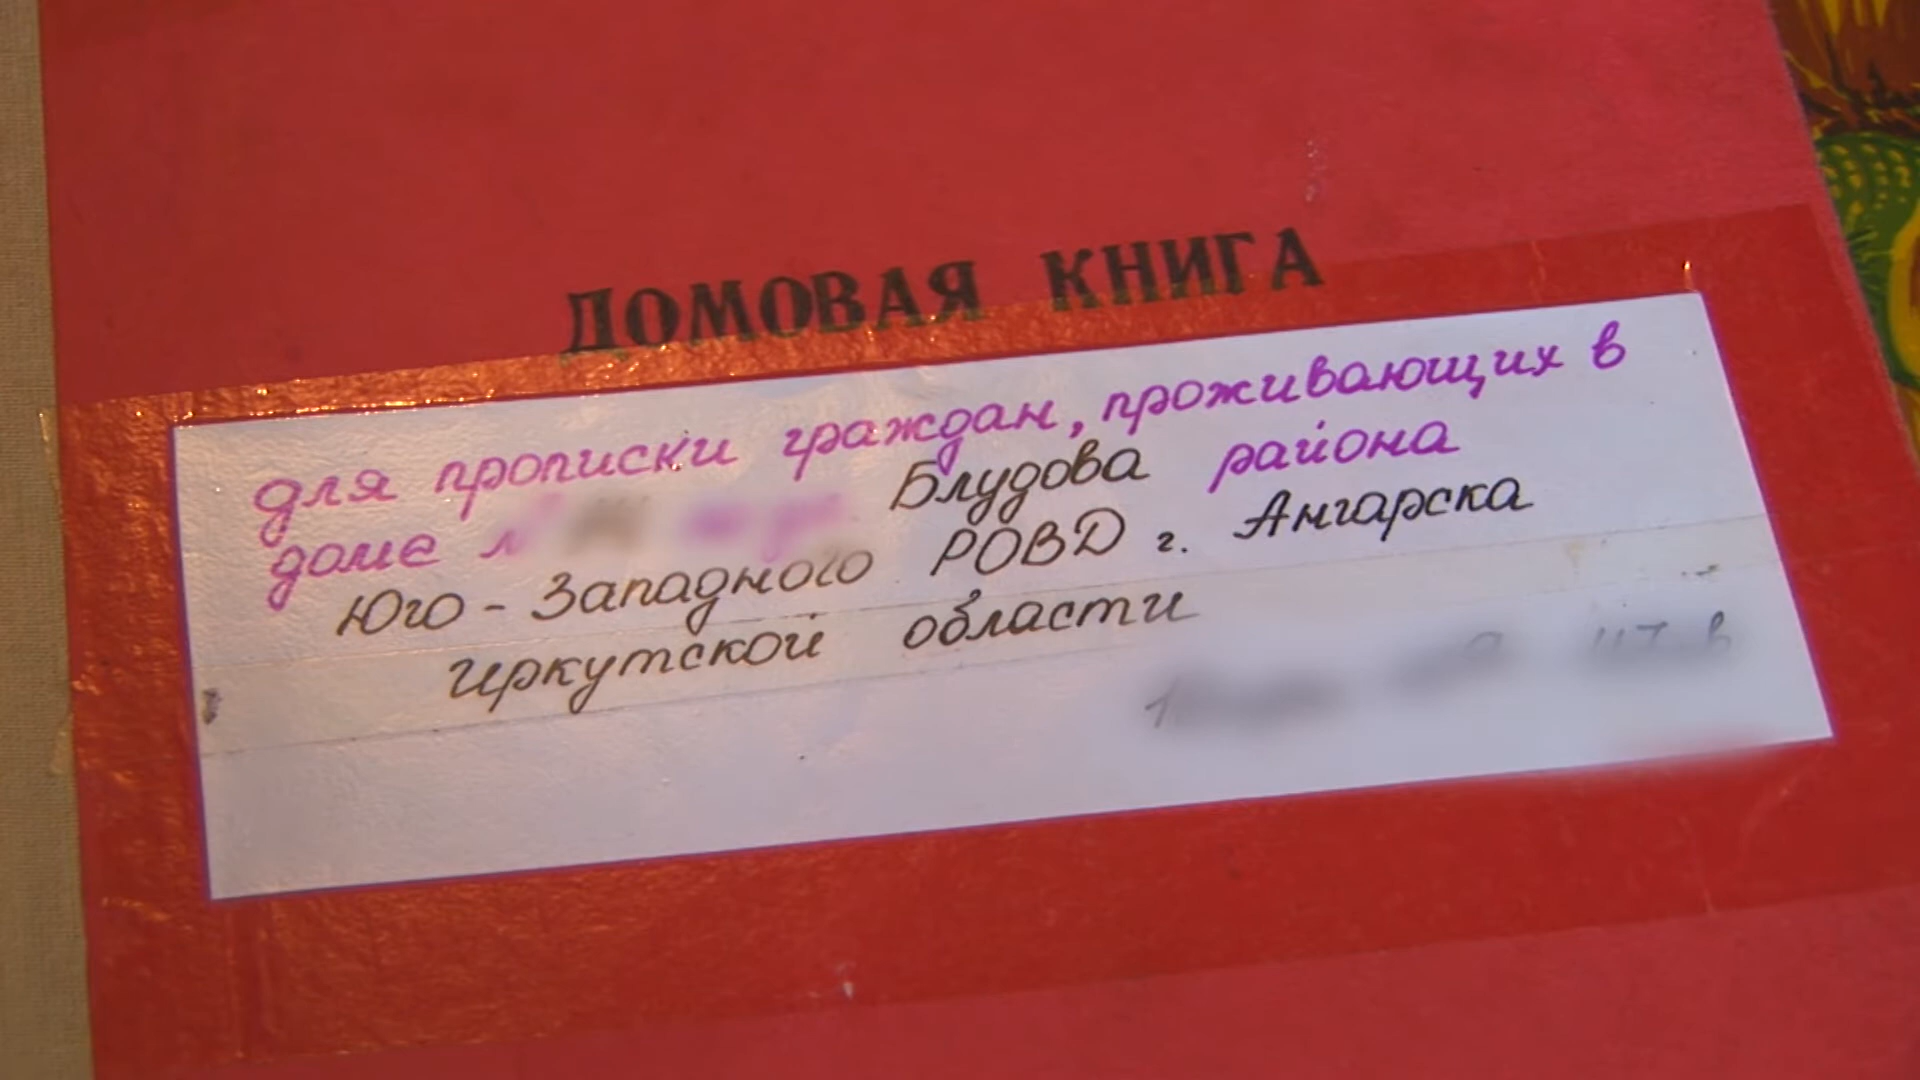 ДОМОВАЯ КНИГА
для прописки граждан, проживающих в
доме Блудова района
Юго-Западного РОВД г. Ангарска
Иркутской области